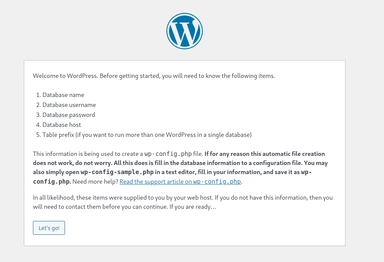 Welcome to WordPress. Before getting started, you will need to know the following items.
1. Database name
2. Database username
3. Database password
4. Database host
5. Table prefix (if you want to run more than one WordPress in a single database)
This information is being used to create a wp-config.php file. If for any reason this automatic file creation
does not work, do not worry. All this does is fill in the database information to a configuration file. You may
also simply open wp-config-sample.php in a text editor, fill in your information, and save it as wp-
config.php. Need more help? Read the support article on wp-config.php.
In all likelihood, these items were supplied to you by your web host. If you do not have this information, then you
will need to contact them before you can continue. If you are ready…
Let's go!